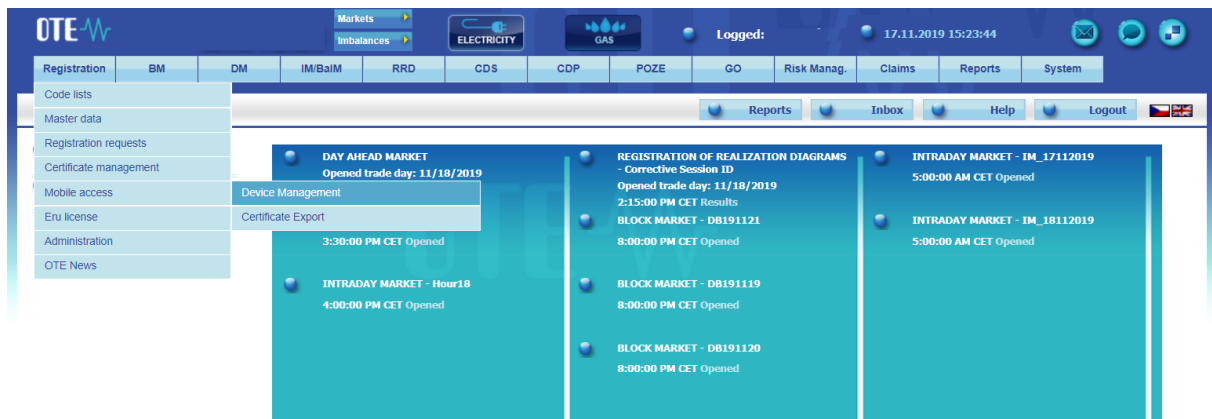 OTE
Markets
Imbalances
ELECTRICITY
GAS
Logged:
17.11.2019 15:23:44
Registration BM DM IM/BalM RRD CDS CDP POZE GO Risk Manag. Claims Reports System
Reports Inbox Help Logout
Code lists
Master data
Registration requests
Certificate management
Mobile access
Eru license
Administration
OTE News
Device Management
Certificate Export
DAY AHEAD MARKET
Opened trade day: 11/18/2019
3:30:00 PM CET Opened
INTRADAY MARKET - Hour18
4:00:00 PM CET Opened
REGISTRATION OF REALIZATION DIAGRAMS
- Corrective Session ID
Opened trade day: 11/18/2019
2:15:00 PM CET Results
BLOCK MARKET - DB191121
8:00:00 PM CET Opened
BLOCK MARKET - DB191119
8:00:00 PM CET Opened
BLOCK MARKET - DB191120
8:00:00 PM CET Opened
INTRADAY MARKET - IM_17112019
5:00:00 AM CET Opened
INTRADAY MARKET - IM_18112019
5:00:00 AM CET Opened
OTE